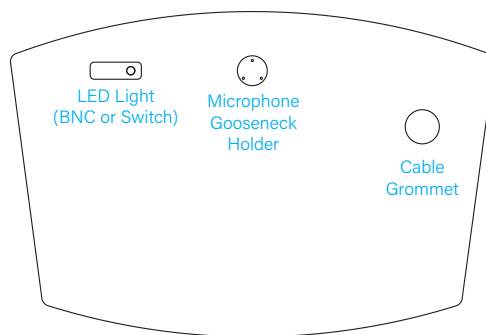 LED Light
(BNC or Switch)
Microphone
Gooseneck
Holder
Cable
Grommet